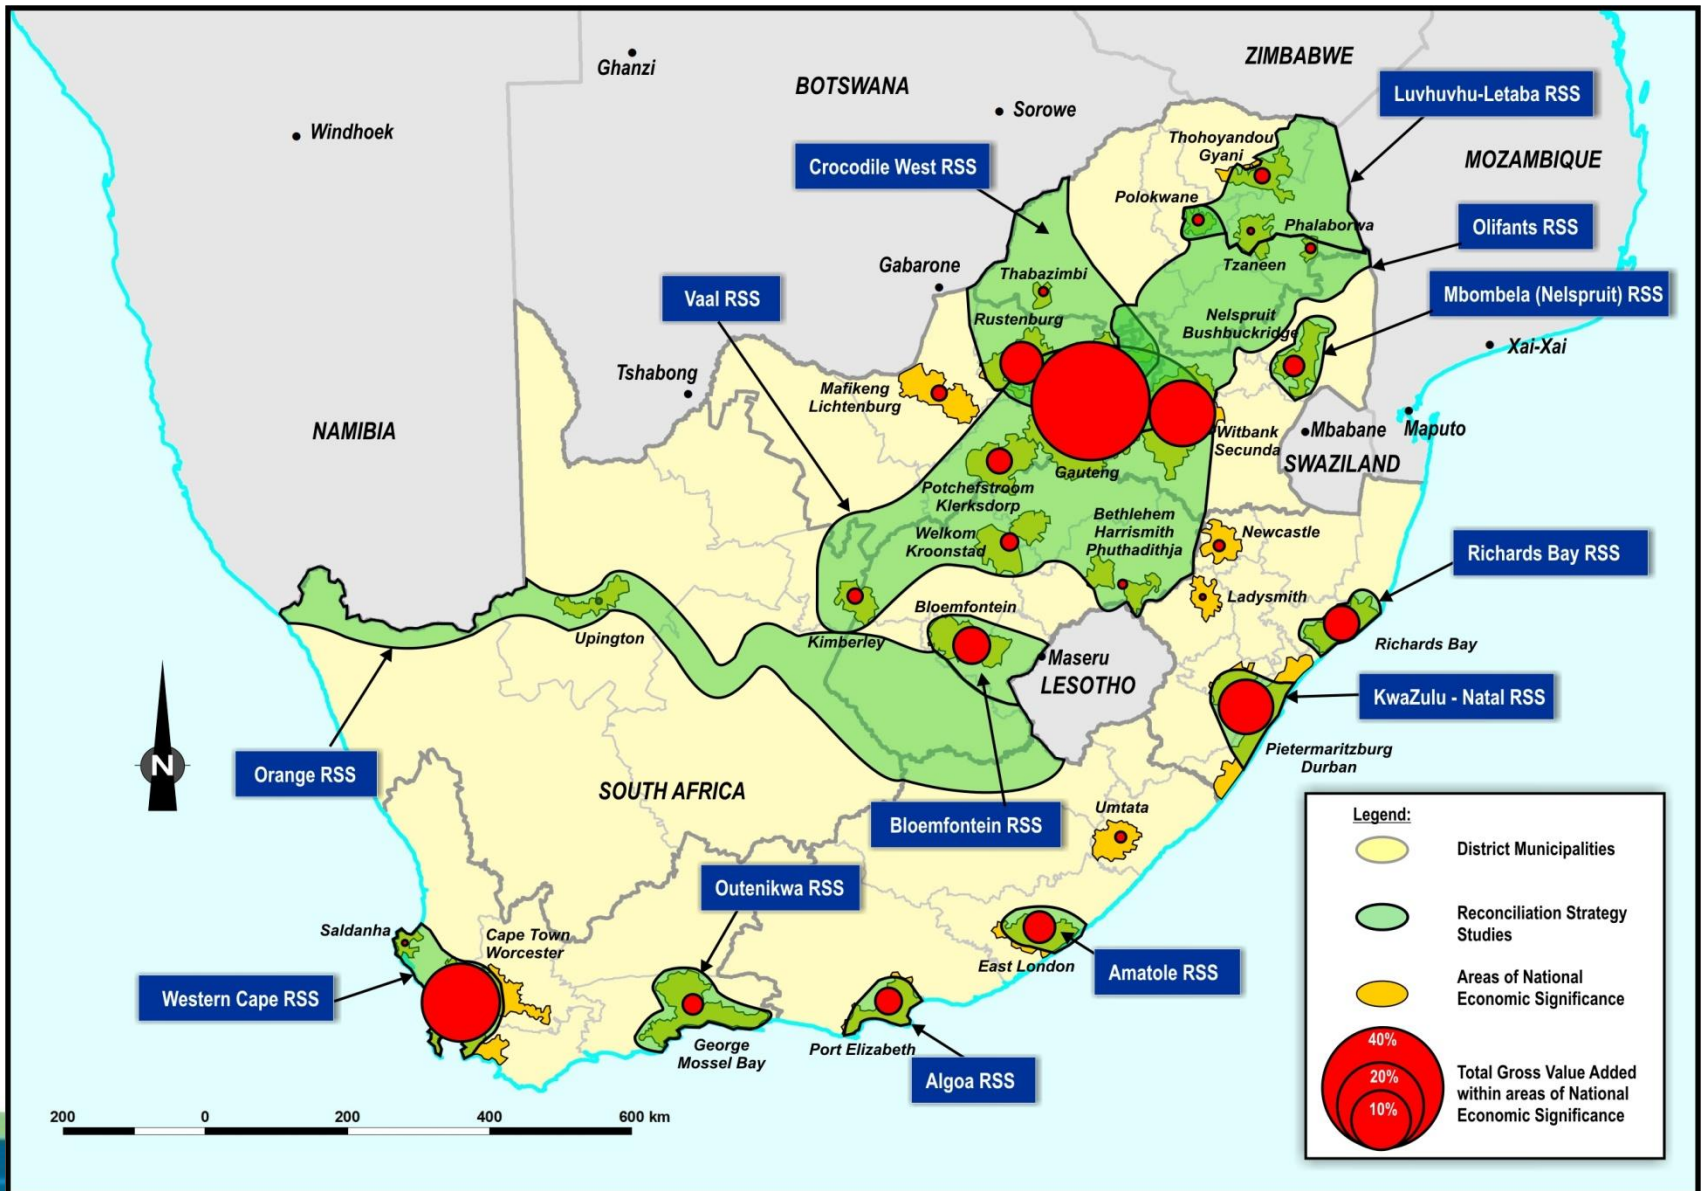 ZIMBABWE
Ghanzi
BOTSWANA
Luvhuvhu-Letaba RSS
Sorowe
Windhoek
Thohoyandou
Gyani
MOZAMBIQUE
Crocodile West RSS
Polokwane
Phalaborwa
Olifants RSS
Gabarone
Thabazimbi
Tzaneen
Mbombela (Nelspruit) RSS
Vaal RSS
Rustenburg
Nelspruit
Bushbuckridge
Xai-Xai
Tshabong
Mafikeng
Lichtenburg
NAMIBIA
Witbank
Secunda
Mbabane
Maputo
SWAZILAND
Gauteng
Potchefstroom
Klerksdorp
Bethlehem
Harrismith
Phuthadithja
Welkom
Kroonstad
Newcastle
Richards Bay RSS
Ladysmith
Bloemfontein
Upington
Kimberley
Richards Bay
Maseru
LESOTHO
KwaZulu - Natal RSS
Pietermaritzburg
Durban
N
Orange RSS
SOUTH AFRICA
Umtata
Bloemfontein RSS
Outenikwa RSS
Saldanha
Cape Town
Worcester
East London
Amatole RSS
Western Cape RSS
George
Mossel Bay
Port Elizabeth
Algoa RSS
200
0
200
400
600 km
Legend:
District Municipalities
Reconciliation Strategy
Studies
Areas of National
Economic Significance
40%
20%
10%
Total Gross Value Added
within areas of National
Economic Significance